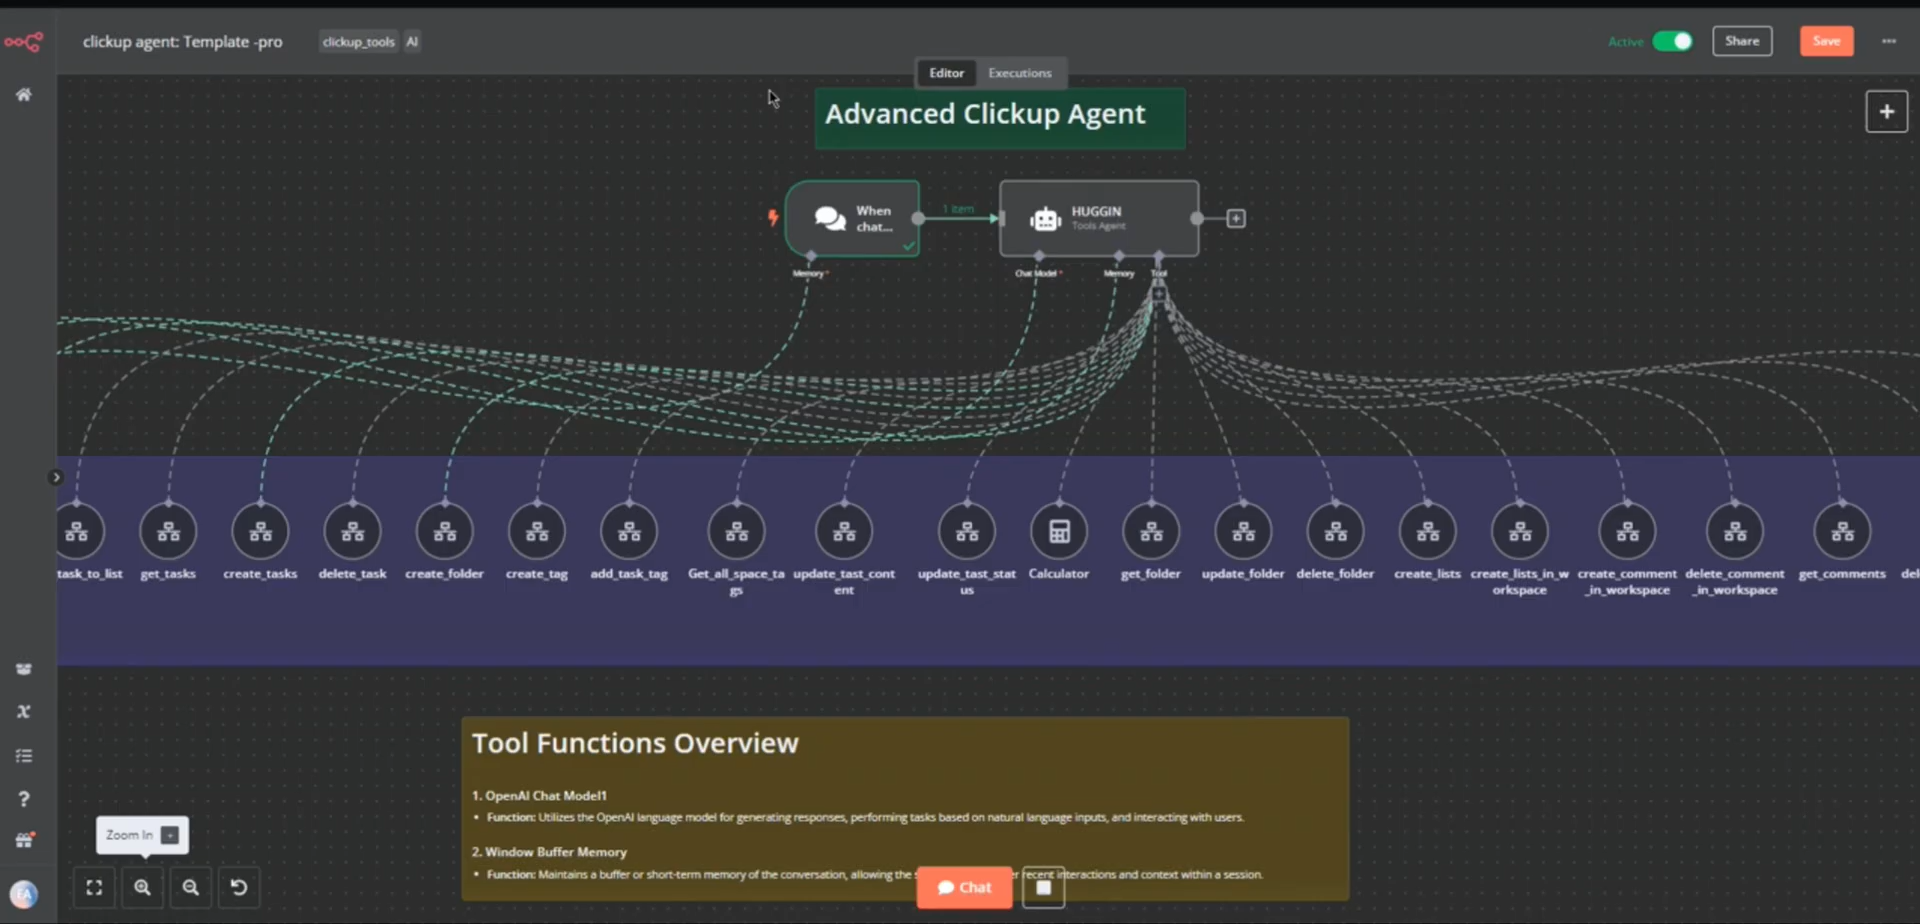 clickup agent: Template -pro
clickup_tools
AI
Active
Share
Save
Editor
Executions
Advanced Clickup Agent
When
chat...
1 item
HUGGIN
Tools Agent
Memory*
Chat Model*
Memory
Tool
task_to_list
get_tasks
create_tasks
delete_task
create_folder
create_tag
add_task_tag
Get_all_space_ta
gs
update_tast_cont
ent
update_tast_stat
us
Calculator
get_folder
update_folder
delete_folder
create_lists
create_lists_in_w
orkspace
create_comment
_in_workspace
delete_comment
_in_workspace
get_comments
del
Tool Functions Overview
1. OpenAI Chat Model1
• Function: Utilizes the OpenAI language model for generating responses, performing tasks based on natural language inputs, and interacting with users.
2. Window Buffer Memory
• Function: Maintains a buffer or short-term memory of the conversation, allowing the recent interactions and context within a session.
Zoom In
Chat
EA